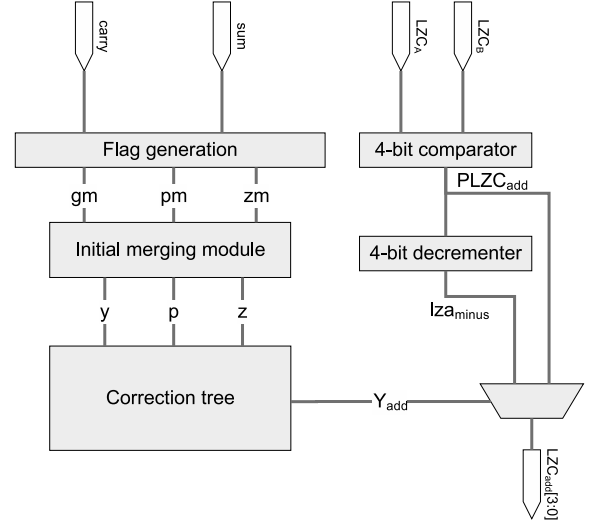 carry
sum
LZCA
LZCB
Flag generation
4-bit comparator
gm
pm
zm
PLZCadd
Initial merging module
4-bit decrementer
y
p
z
Izaminus
Correction tree
Yadd
LZCadd[3:0]